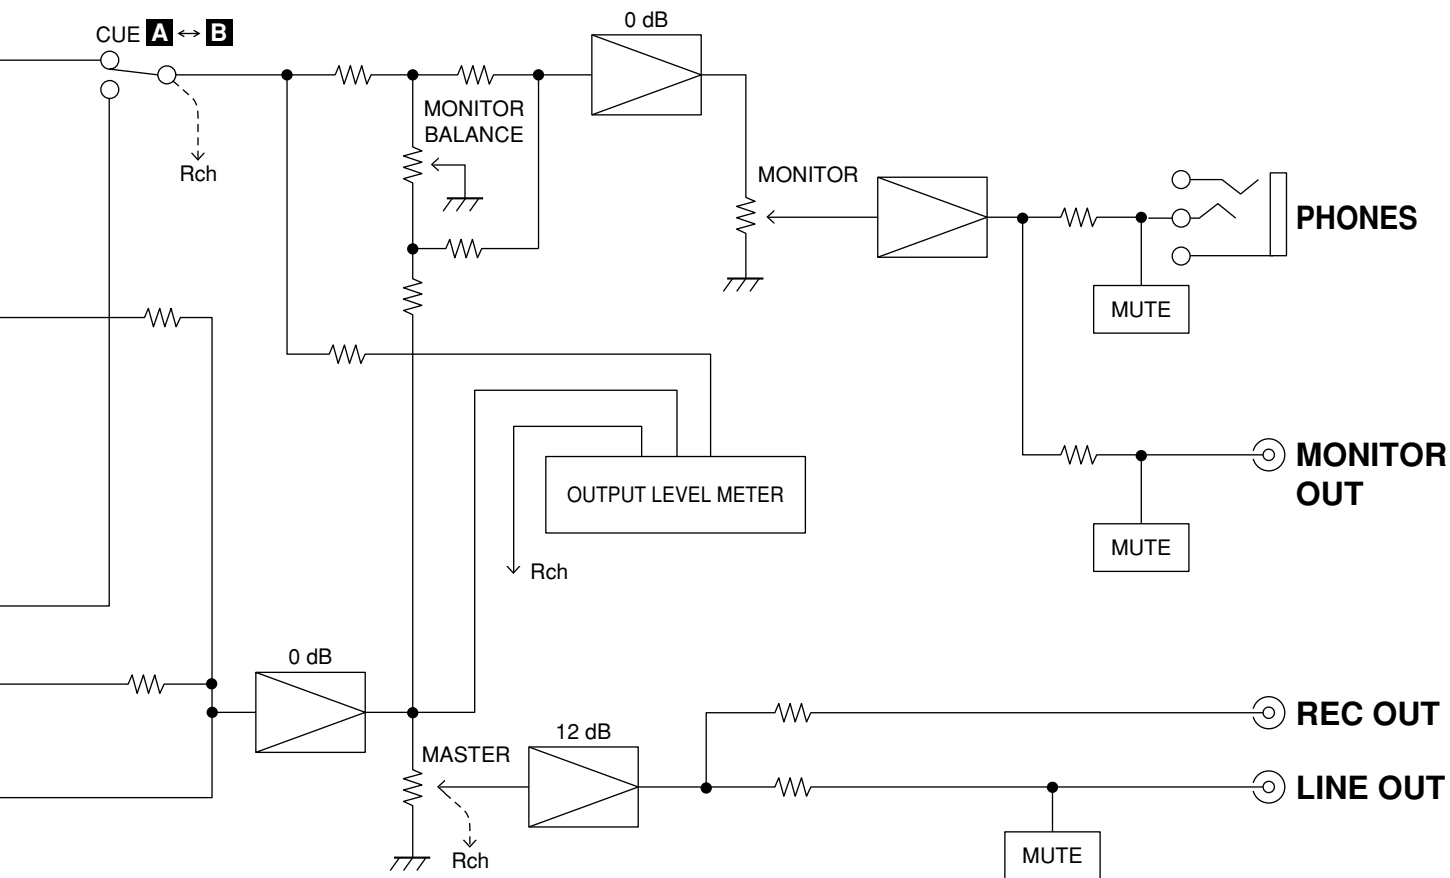 0 dB
CUE A ↔ B
MONITOR
BALANCE
Rch
MONITOR
PHONES
MUTE
MONITOR
OUT
OUTPUT LEVEL METER
MUTE
Rch
0 dB
REC OUT
12 dB
MASTER
LINE OUT
Rch
MUTE